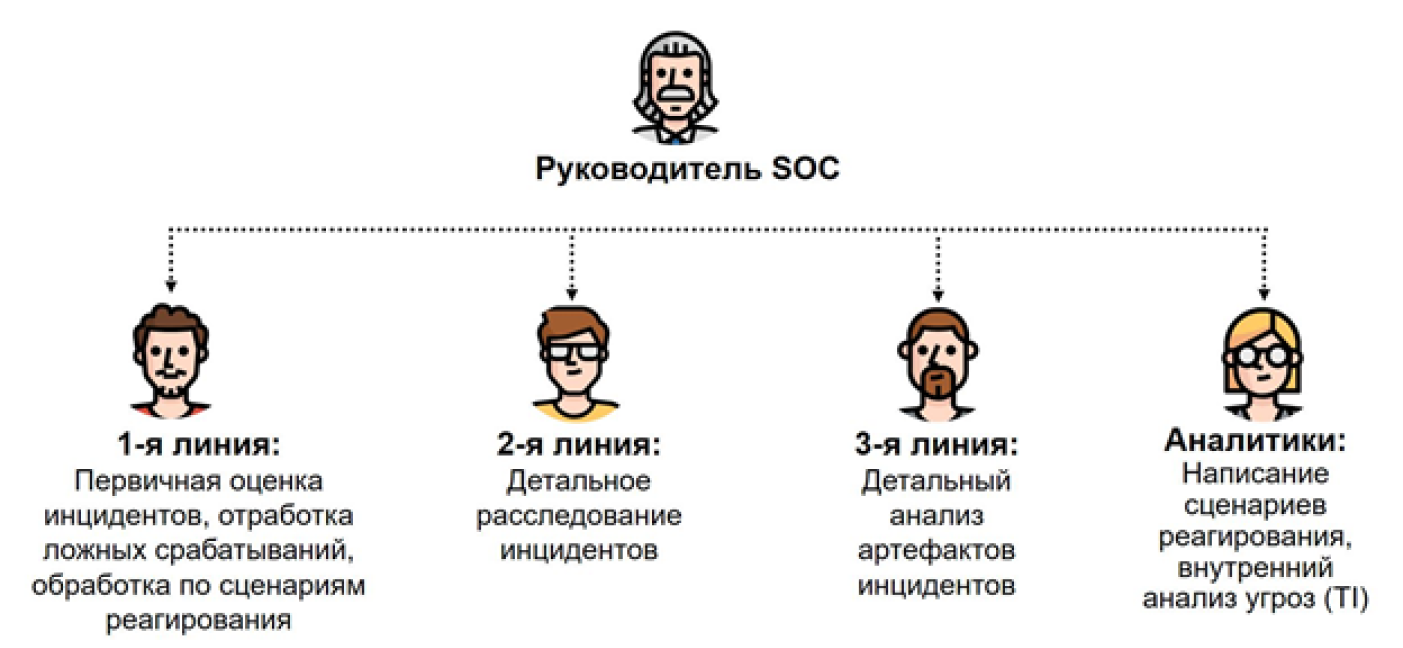 Руководитель SOC
1-я линия:
Первичная оценка
инцидентов, отработка
ложных срабатываний,
обработка по сценариям
реагирования
2-я линия:
Детальное
расследование
инцидентов
3-я линия:
Детальный
анализ
артефактов
инцидентов
Аналитики:
Написание
сценариев
реагирования,
внутренний
анализ угроз (TI)